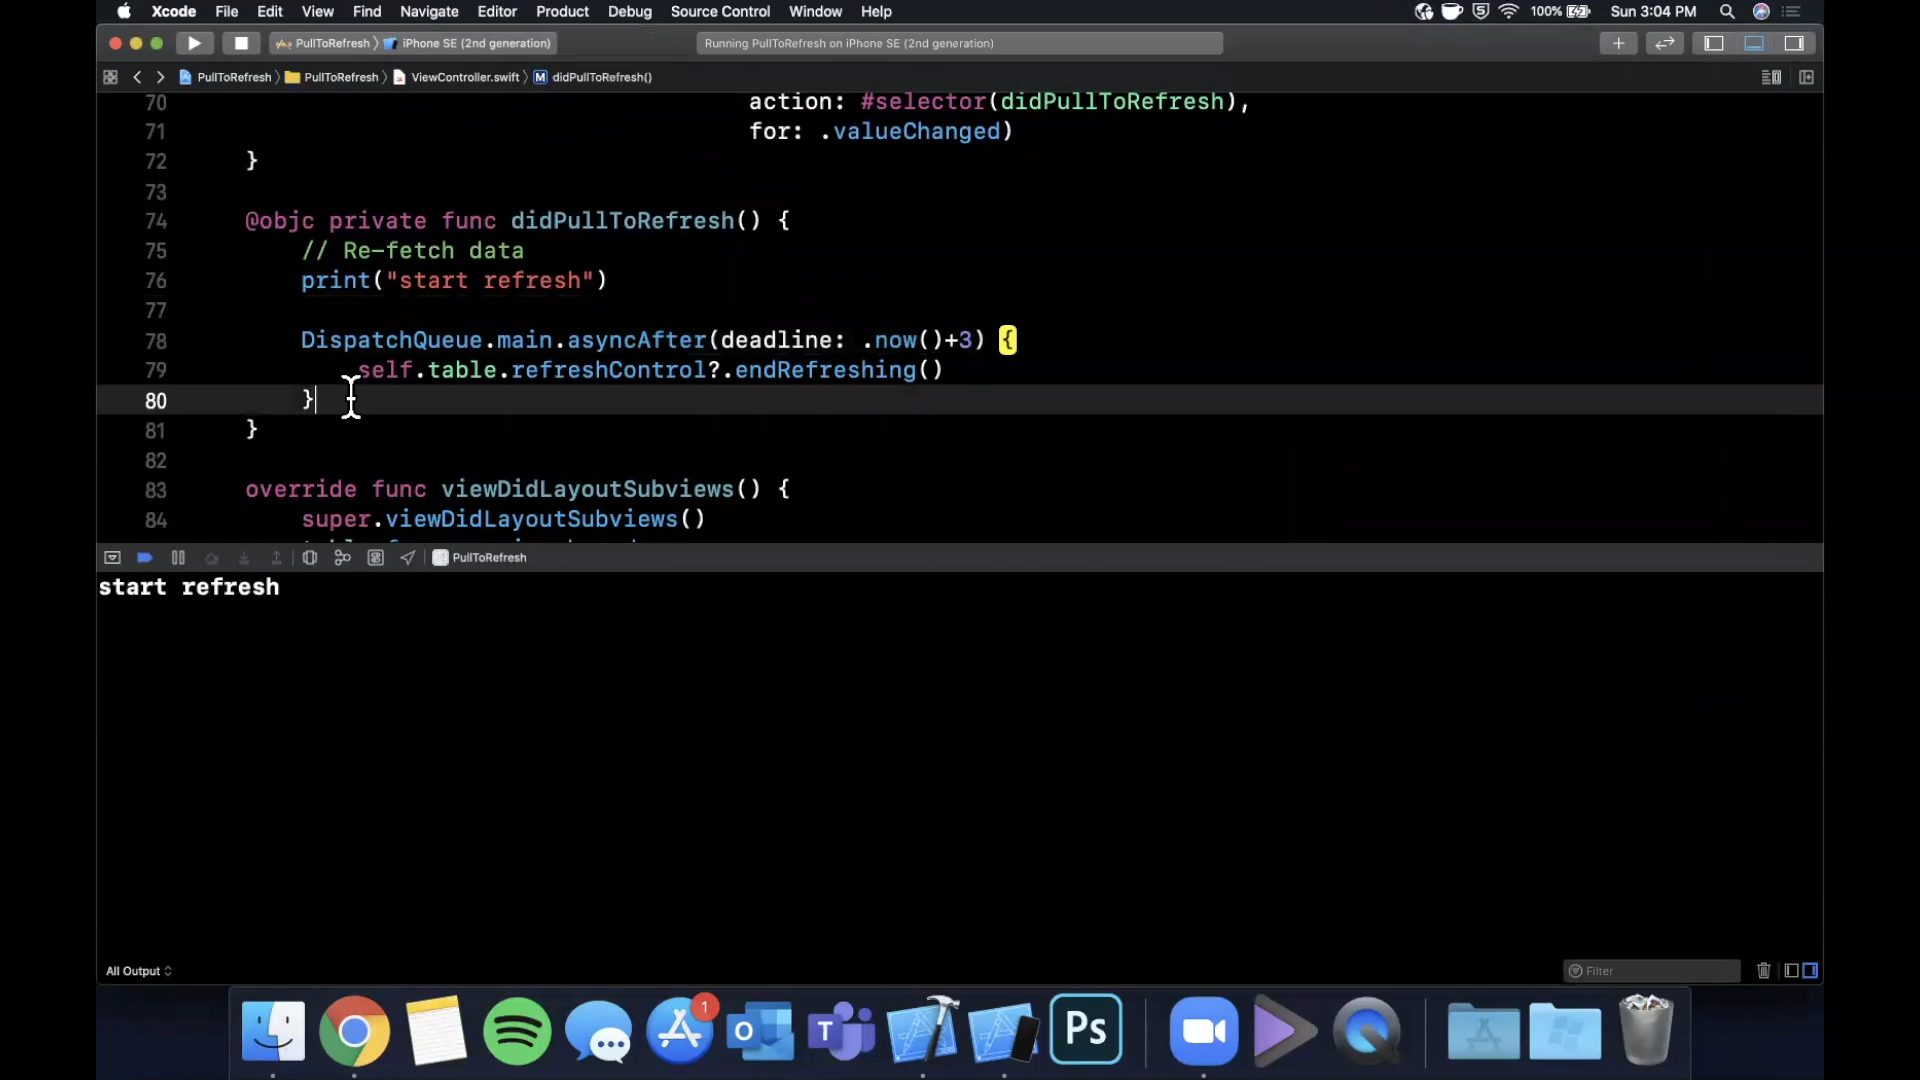 Xcode File Edit View Find Navigate Editor Product Debug Source Control Window Help 100% Sun 3:04 PM
PullToRefresh iPhone SE (2nd generation) Running PullToRefresh on iPhone SE (2nd generation)
PullToRefresh PullToRefresh ViewController.swift M didPullToRefresh()
70 action: #selector(didPullToRefresh),
71 for: .valueChanged)
72 }
73
74 @objc private func didPullToRefresh() {
75 // Re-fetch data
76 print("start refresh")
77
78 DispatchQueue.main.asyncAfter(deadline: .now()+3) {
79 self.table.refreshControl?.endRefreshing()
80 }
81 }
82
83 override func viewDidLayoutSubviews() {
84 super.viewDidLayoutSubviews()
PullToRefresh
start refresh
All Output Filter
1
Ps